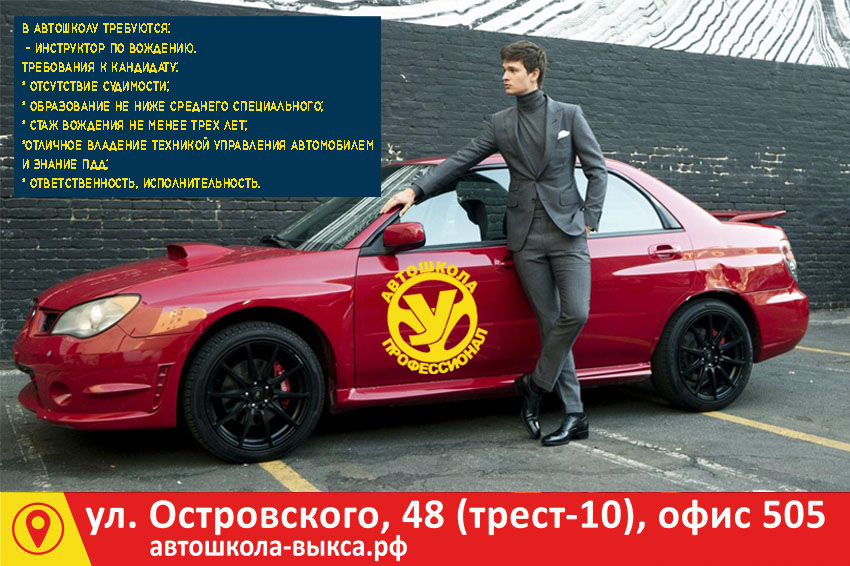 В АВТОШКОЛУ ТРЕБУЮТСЯ:
- ИНСТРУКТОР ПО ВОЖДЕНИЮ.
ТРЕБОВАНИЯ К КАНДИДАТУ:
* ОТСУТСТВИЕ СУДИМОСТИ;
* ОБРАЗОВАНИЕ НЕ НИЖЕ СРЕДНЕГО СПЕЦИАЛЬНОГО;
* СТАЖ ВОЖДЕНИЯ НЕ МЕНЕЕ ТРЕХ ЛЕТ;
*ОТЛИЧНОЕ ВЛАДЕНИЕ ТЕХНИКОЙ УПРАВЛЕНИЯ АВТОМОБИЛЕМ
И ЗНАНИЕ ПДД;
* ОТВЕТСТВЕННОСТЬ, ИСПОЛНИТЕЛЬНОСТЬ.
АВТОШКОЛА
У
ПРОФЕССИОНАЛ
У
ул. Островского, 48 (трест-10), офис 505
автошкола-выкса.рф